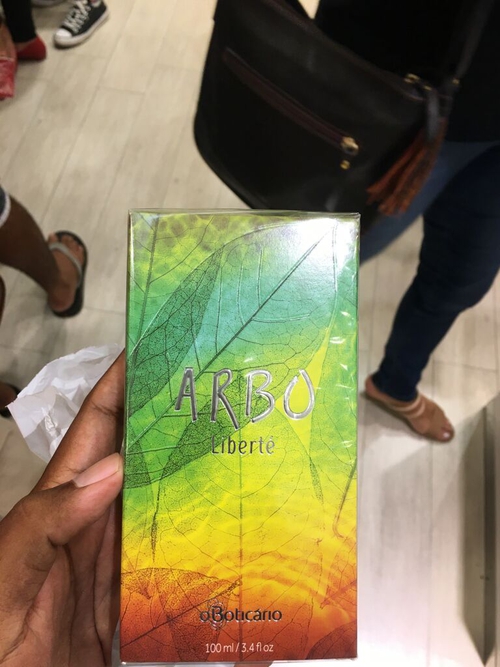 ARBO
Liberté
oBoticário
100 ml / 3.4 fl oz